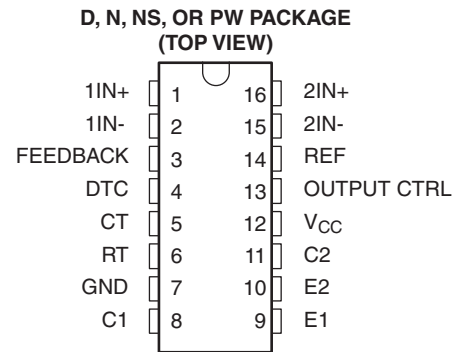 D, N, NS, OR PW PACKAGE
(TOP VIEW)
1IN+ 1 16 2IN+
1IN- 2 15 2IN-
FEEDBACK 3 14 REF
DTC 4 13 OUTPUT CTRL
CT 5 12 VCC
RT 6 11 C2
GND 7 10 E2
C1 8 9 E1